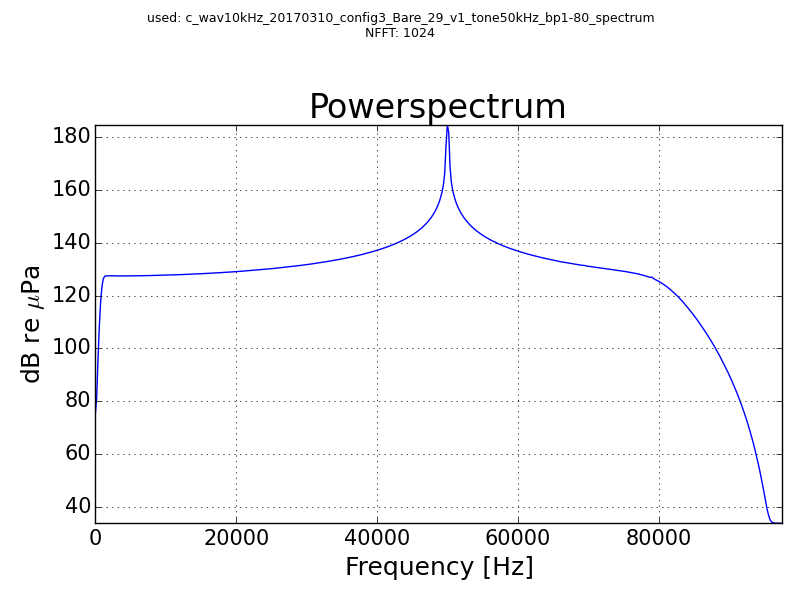 used: c_wav10kHz_20170310_config3_Bare_29_v1_tone50kHz_bp1-80_spectrum
NFFT: 1024
Powerspectrum
180
160
140
120
100
80
60
40
dB re μPa
0 20000 40000 60000 80000
Frequency [Hz]